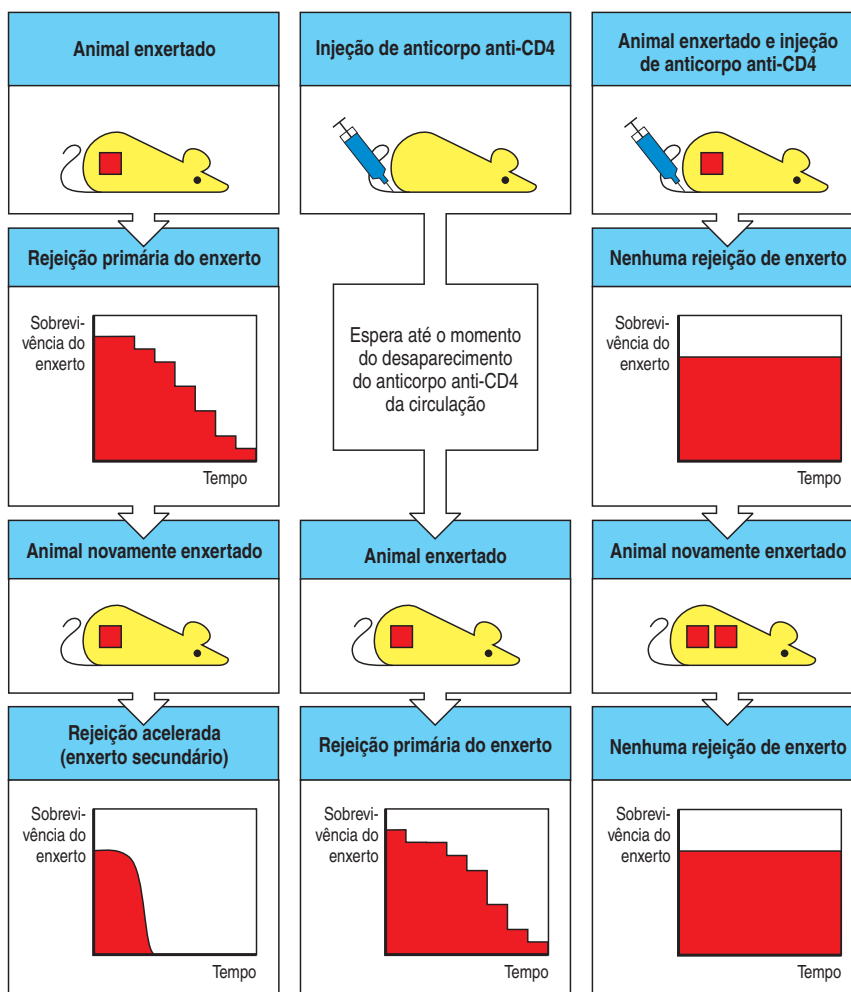 Animal enxertado
Rejeição primária do enxerto
Sobrevi-
vência do
enxerto
Tempo
Animal novamente enxertado
Rejeição acelerada
(enxerto secundário)
Sobrevi-
vência do
enxerto
Tempo
Injeção de anticorpo anti-CD4
Espera até o momento
do desaparecimento
do anticorpo anti-CD4
da circulação
Animal enxertado
Rejeição primária do enxerto
Sobrevi-
vência do
enxerto
Tempo
Animal enxertado e injeção
de anticorpo anti-CD4
Nenhuma rejeição de enxerto
Sobrevi-
vência do
enxerto
Tempo
Animal novamente enxertado
Nenhuma rejeição de enxerto
Sobrevi-
vência do
enxerto
Tempo